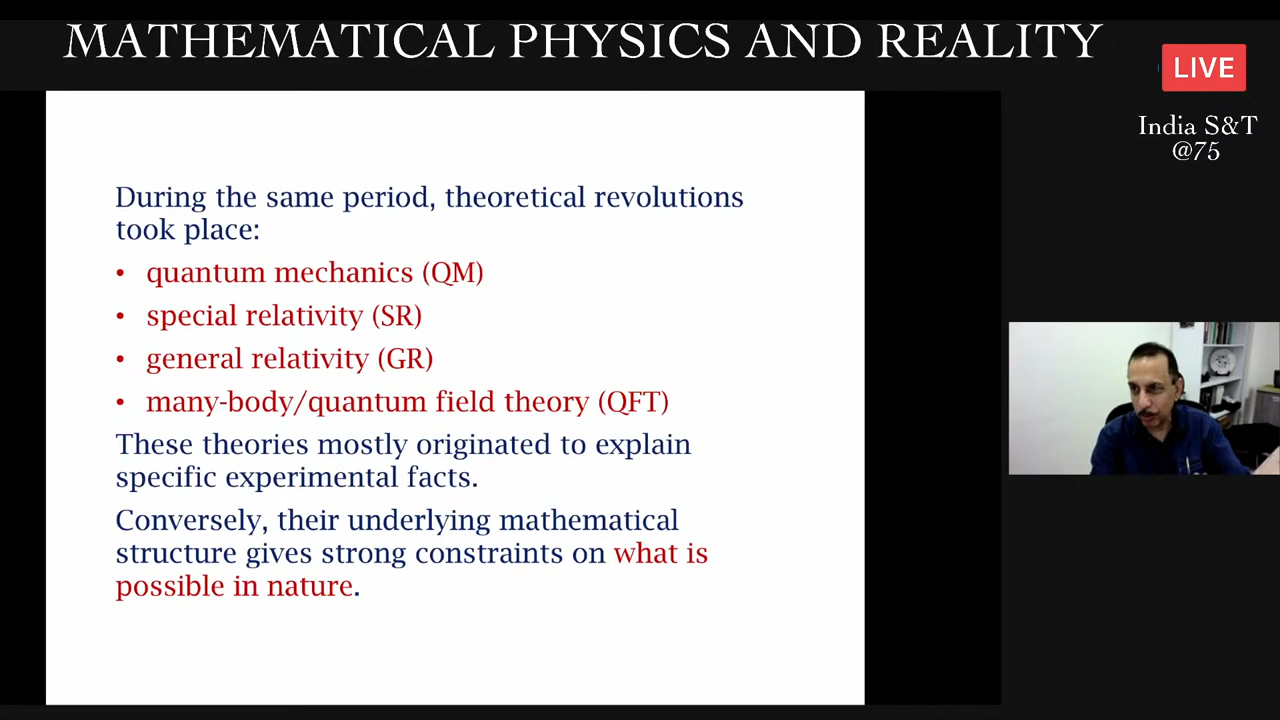 MATHEMATICAL PHYSICS AND REALITY
LIVE
India S&T
@75
During the same period, theoretical revolutions
took place:
• quantum mechanics (QM)
• special relativity (SR)
• general relativity (GR)
• many-body/quantum field theory (QFT)
These theories mostly originated to explain
specific experimental facts.
Conversely, their underlying mathematical
structure gives strong constraints on what is
possible in nature.